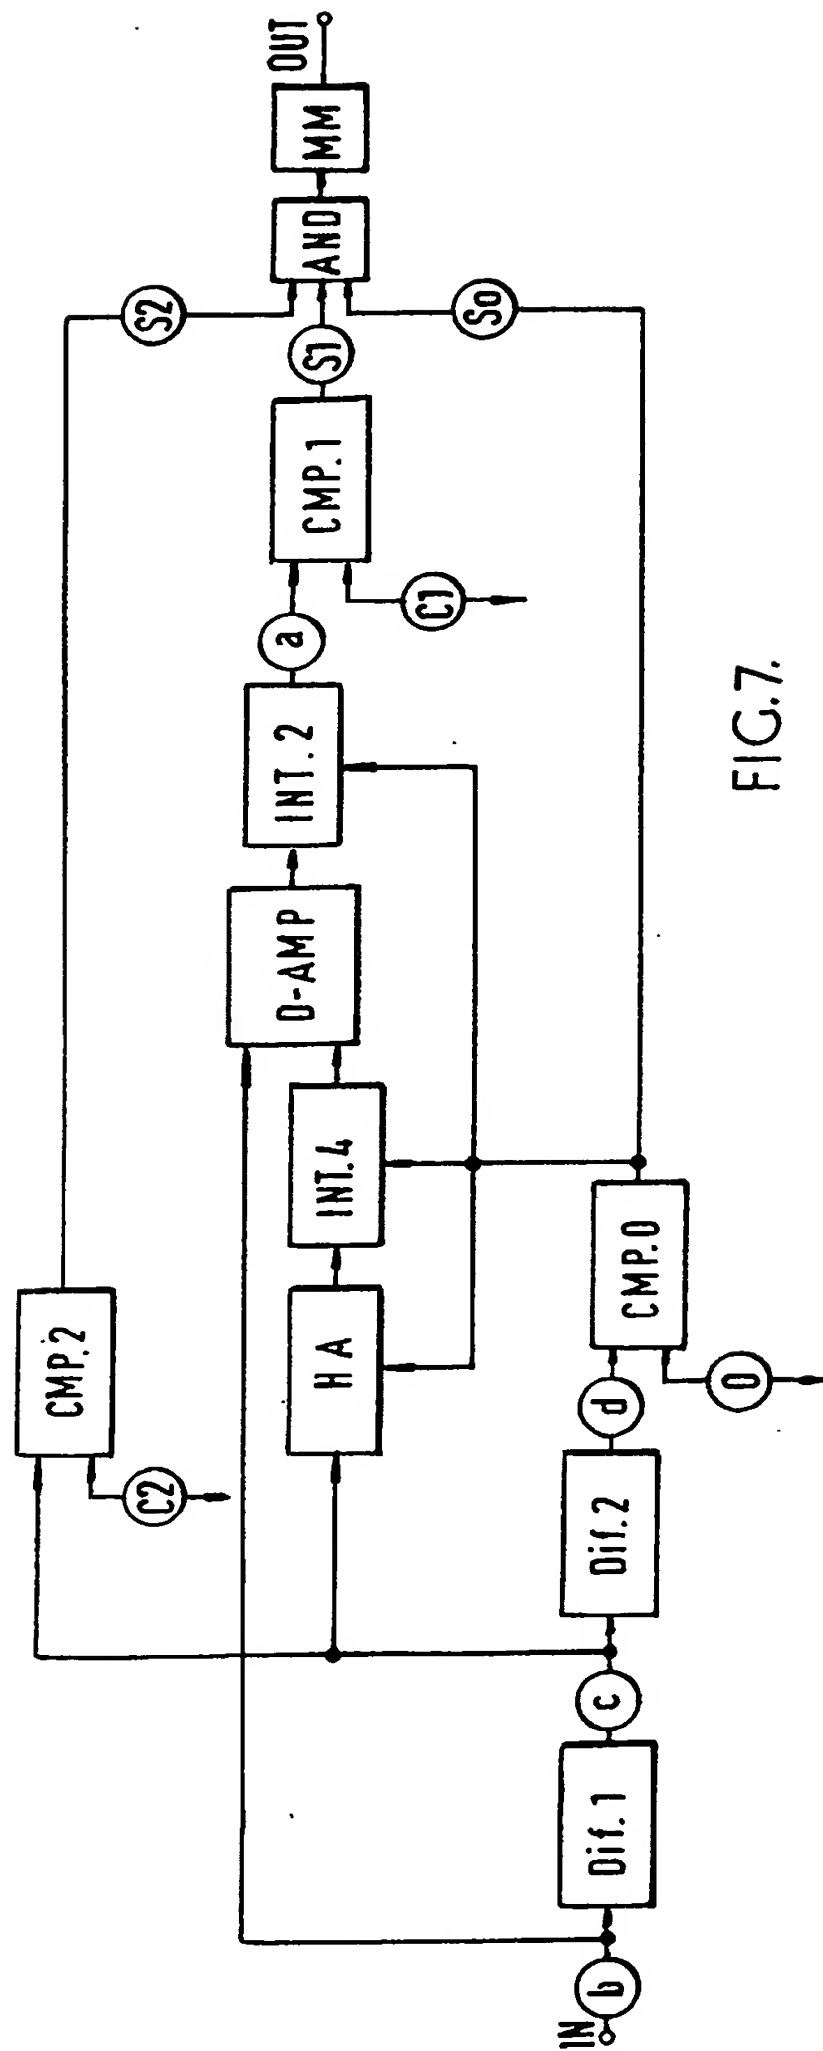 IN
b
Dif.1
c
Dif.2
d
0
CMP.0
C2
CMP.2
HA
INT.4
D-AMP
INT.2
a
C1
CMP.1
S2
S1
So
AND
MM
OUT
FIG.7.